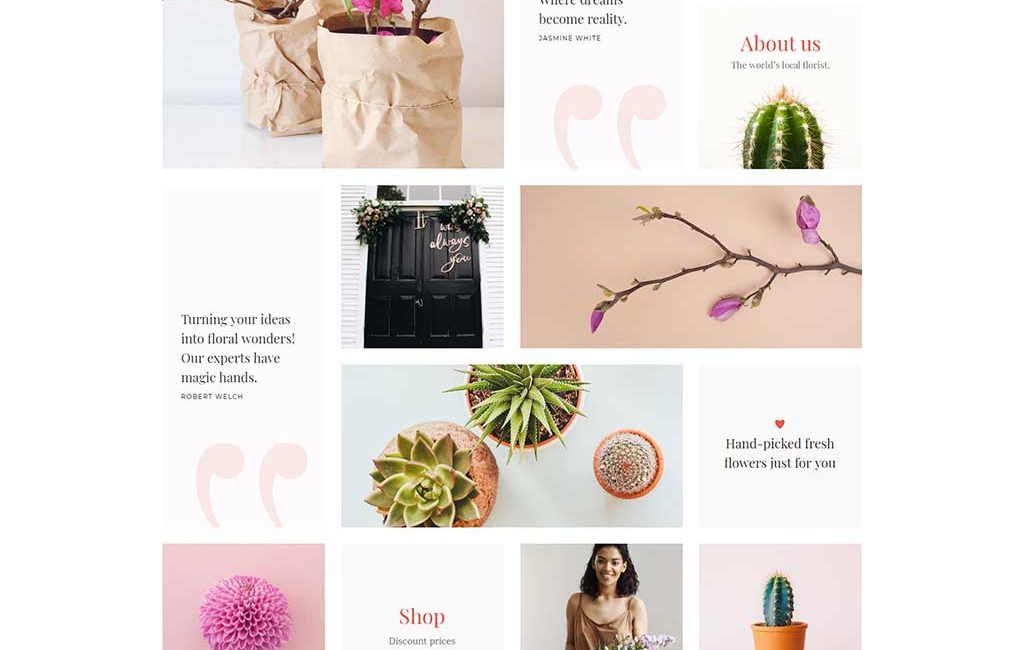 Where dreams
become reality.
JASMINE WHITE
About us
The world's local florist.
it was
always
you
Turning your ideas
into floral wonders!
Our experts have
magic hands.
ROBERT WELCH
Hand-picked fresh
flowers just for you
Shop
Discount prices